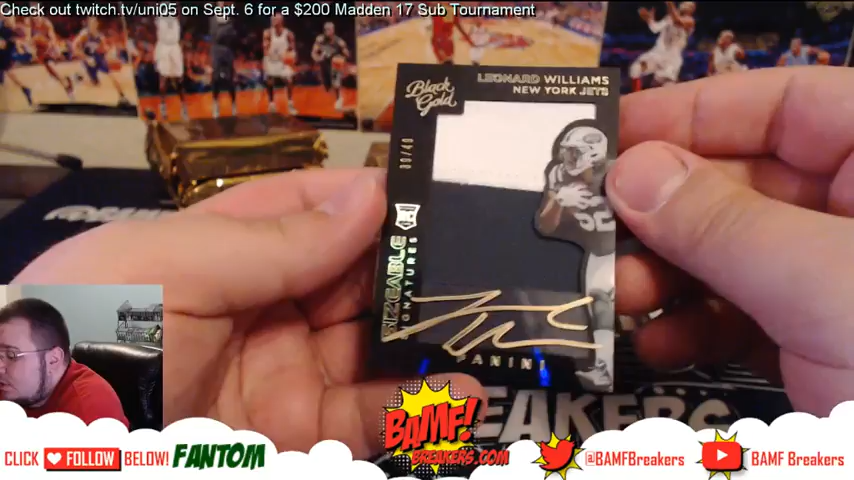 Check out twitch.tv/uni05 on Sept. 6 for a $200 Madden 17 Sub Tournament
Black Gold
LEONARD WILLIAMS
NEW YORK JETS
SIZEABLE
SIGNATURES
PANINI
BAMF!
BREAKERS.COM
CLICK FOLLOW BELOW! FANTOM
@BAMFBreakers
BAMF Breakers